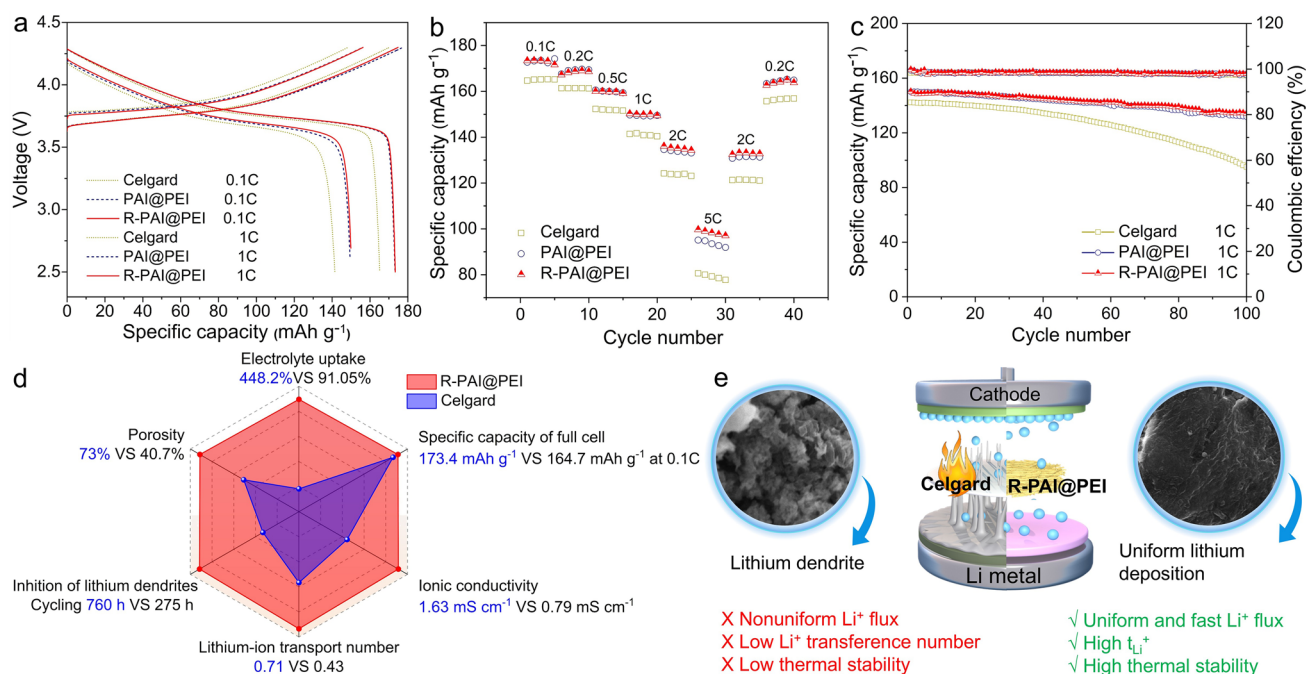 a
Voltage (V)
5.0
4.5
4.0
3.5
3.0
2.5
Celgard 0.1C
PAI@PEI 0.1C
R-PAI@PEI 0.1C
Celgard 1C
PAI@PEI 1C
R-PAI@PEI 1C
0 20 40 60 80 100 120 140 160 180
Specific capacity (mAh g⁻¹)
b
Specific capacity (mAh g⁻¹)
180
160
140
120
100
80
0.1C
0.2C
0.5C
1C
2C
5C
2C
0.2C
Celgard
PAI@PEI
R-PAI@PEI
0 10 20 30 40
Cycle number
c
Specific capacity (mAh g⁻¹)
200
160
120
80
40
0
Celgard 1C
PAI@PEI 1C
R-PAI@PEI 1C
0 20 40 60 80 100
Cycle number
120
100
80
60
40
20
0
Coulombic effciency (%)
d
Electrolyte uptake
448.2% VS 91.05%
R-PAI@PEI
Celgard
Porosity
73% VS 40.7%
Specific capacity of full cell
173.4 mAh g⁻¹ VS 164.7 mAh g⁻¹ at 0.1C
Inhition of lithium dendrites
Cycling 760 h VS 275 h
Ionic conductivity
1.63 mS cm⁻¹ VS 0.79 mS cm⁻¹
Lithium-ion transport number
0.71 VS 0.43
e
Cathode
Celgard
R-PAI@PEI
Li metal
Lithium dendrite
Uniform lithium
deposition
X Nonuniform Li⁺ flux
X Low Li⁺ transference number
X Low thermal stability
√ Uniform and fast Li⁺ flux
√ High tLi⁺
√ High thermal stability